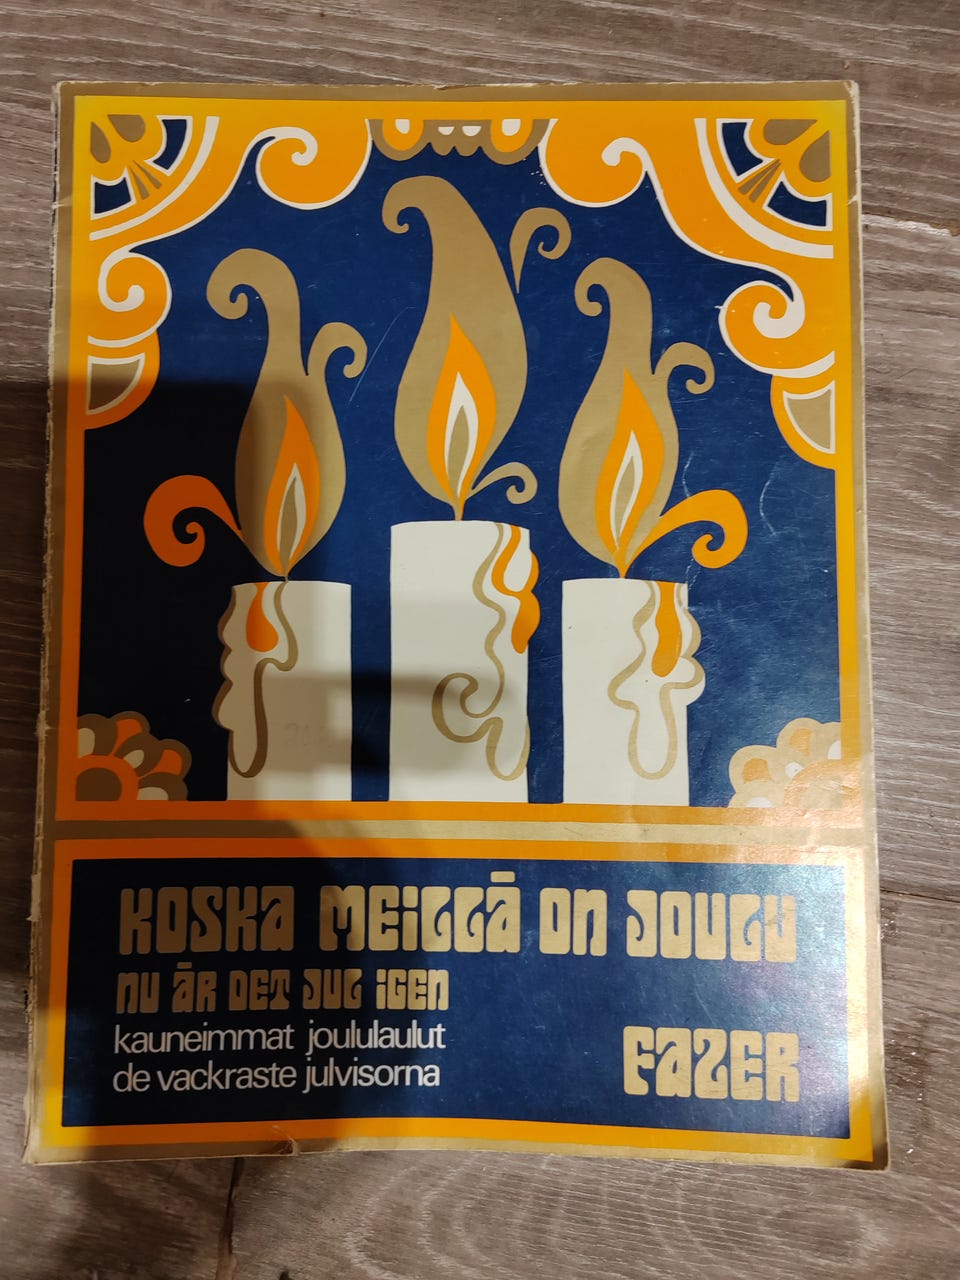 KOSKA MEILLÄ ON JOULU
NU ÄR DET JUL IGEN
kauneimmat joululaulut
de vackraste julvisorna
FAZER